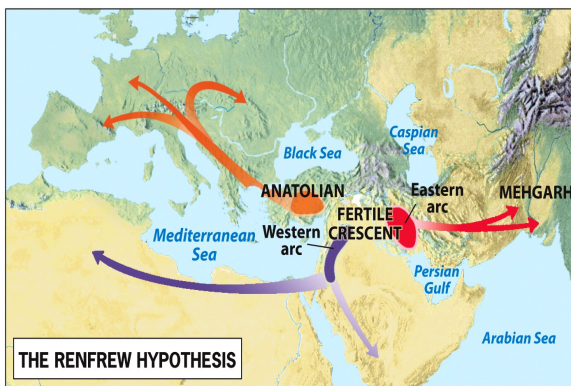 Caspian
Sea
Black Sea
ANATOLIAN
Eastern
arc
MEHGARH
FERTILE
CRESCENT
Western
arc
Mediterranean
Sea
Persian
Gulf
Arabian Sea
THE RENFREW HYPOTHESIS